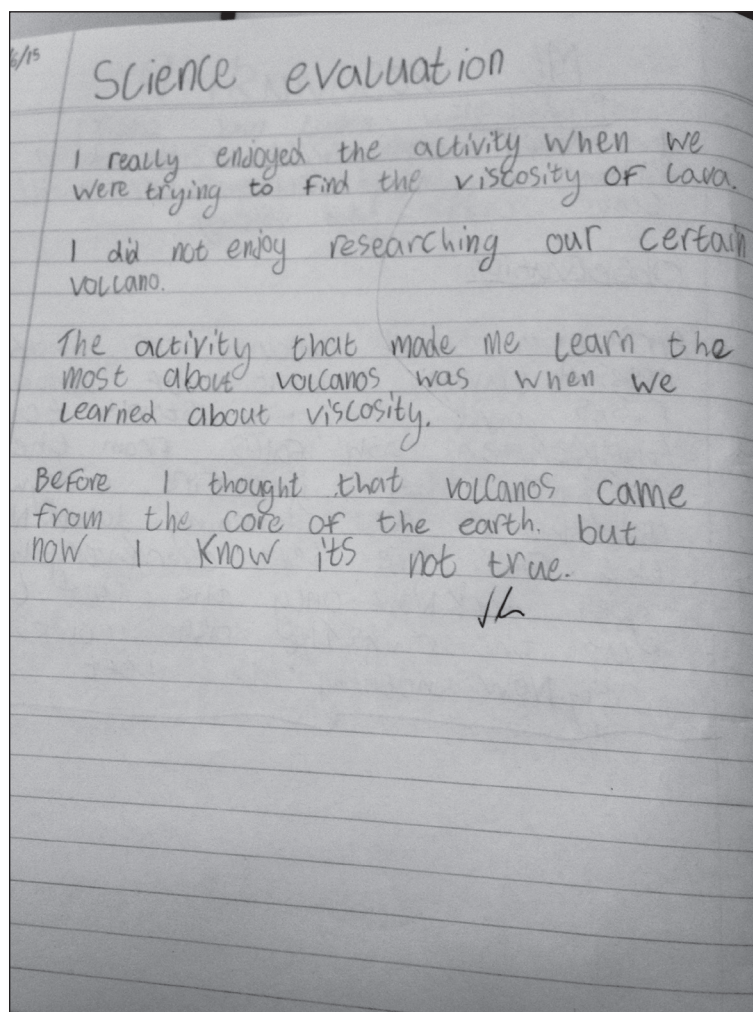 6/15
Science evaluation
I really enjoyed the activity when we
were trying to find the viscosity of lava.
I did not enjoy researching our certain
volcano.
The activity that made me learn the
most about volcanos was when we
learned about viscosity.
Before I thought that volcanos came
from the core of the earth. but
now I know its not true.